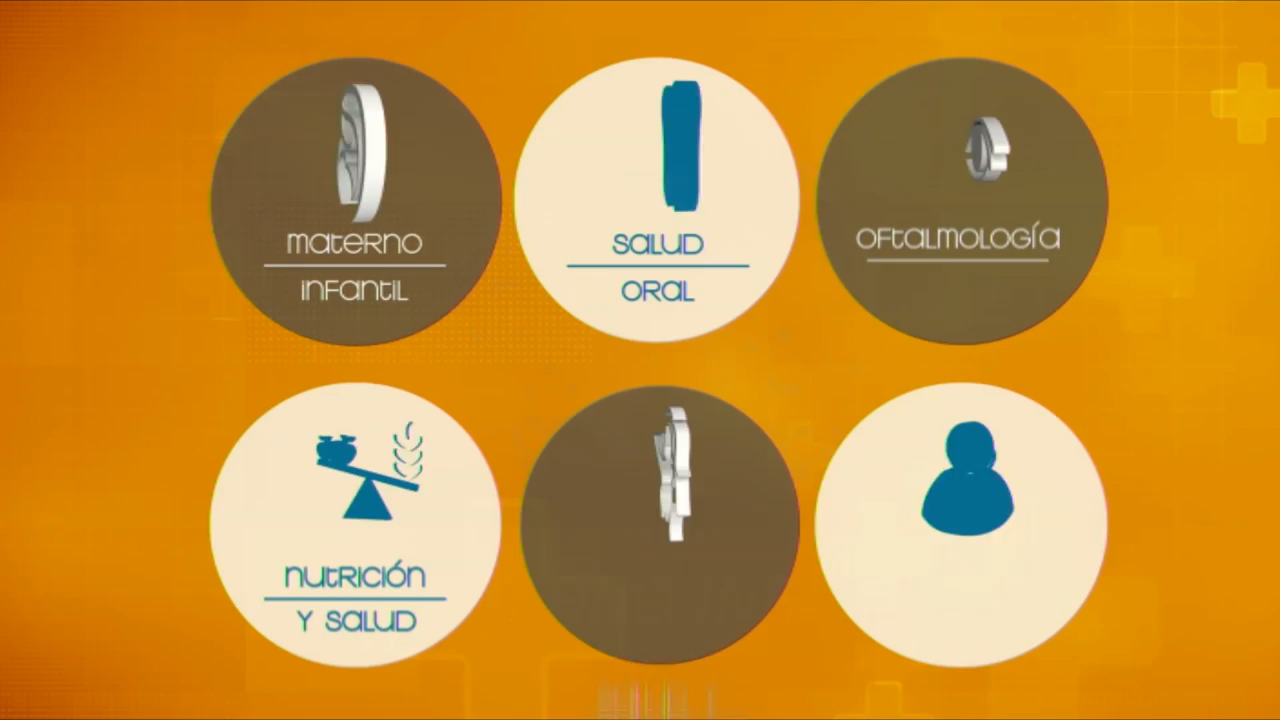 materno
infantil
salud
oral
oftalmología
nutrición
y salud